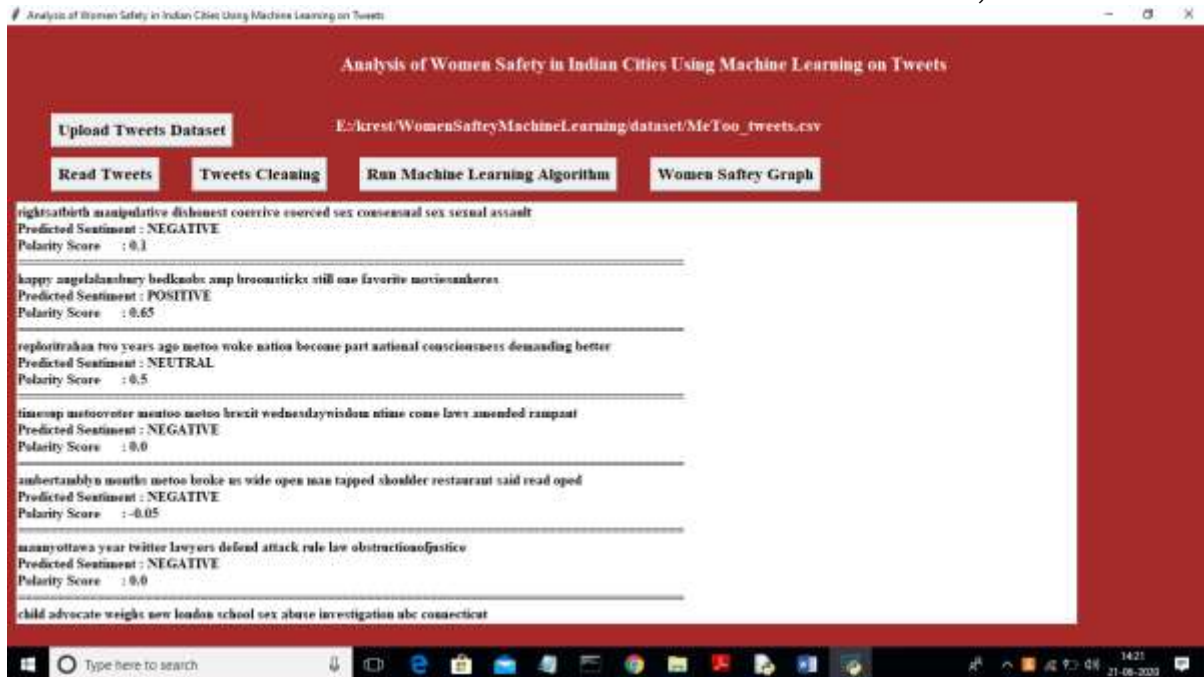 Analysis of Women Safety in Indian Cities Using Machine Learning on Tweets
Analysis of Women Safety in Indian Cities Using Machine Learning on Tweets
Upload Tweets Dataset
E:/krest/WomenSafteyMachineLearning/dataset/MeToo_tweets.csv
Read Tweets Tweets Cleaning Run Machine Learning Algorithm Women Saftey Graph
rightsatbirth manipulative dishonest coercive coerced sex consensual sex sexual assault
Predicted Sentiment : NEGATIVE
Polarity Score : 0.1
happy angelalansbury bedknobs amp broomsticks still one favorite
Predicted Sentiment : POSITIVE
Polarity Score : 0.65
two years ago metoo woke nation become part national consciousness demanding better
Predicted Sentiment : NEUTRAL
Polarity Score : 0.5
timesup metoovoter mentoo metoo brexit wednesdaywisdom ntime come laws amended rampant
Predicted Sentiment : NEGATIVE
Polarity Score : 0.0
ambertamblyn months metoo broke us wide open man tapped shoulder restaurant said read oped
Predicted Sentiment : NEGATIVE
Polarity Score : -0.05
mannyottawa year twitter lawyers defend attack rule law obstructionofjustice
Predicted Sentiment : NEGATIVE
Polarity Score : 0.0
child advocate weighs new london school sex abuse investigation nbc connecticut
Type here to search
14:21
21-06-2020